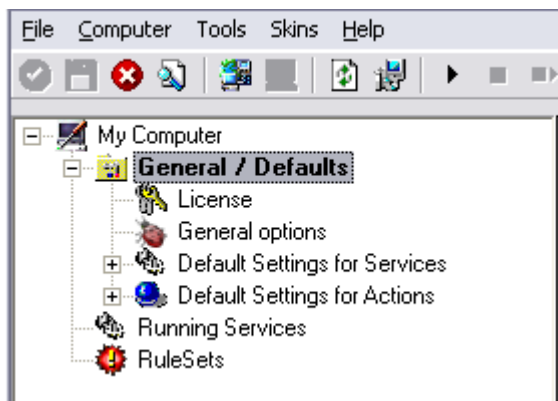 File Computer Tools Skins Help
My Computer
General / Defaults
License
General options
Default Settings for Services
Default Settings for Actions
Running Services
RuleSets